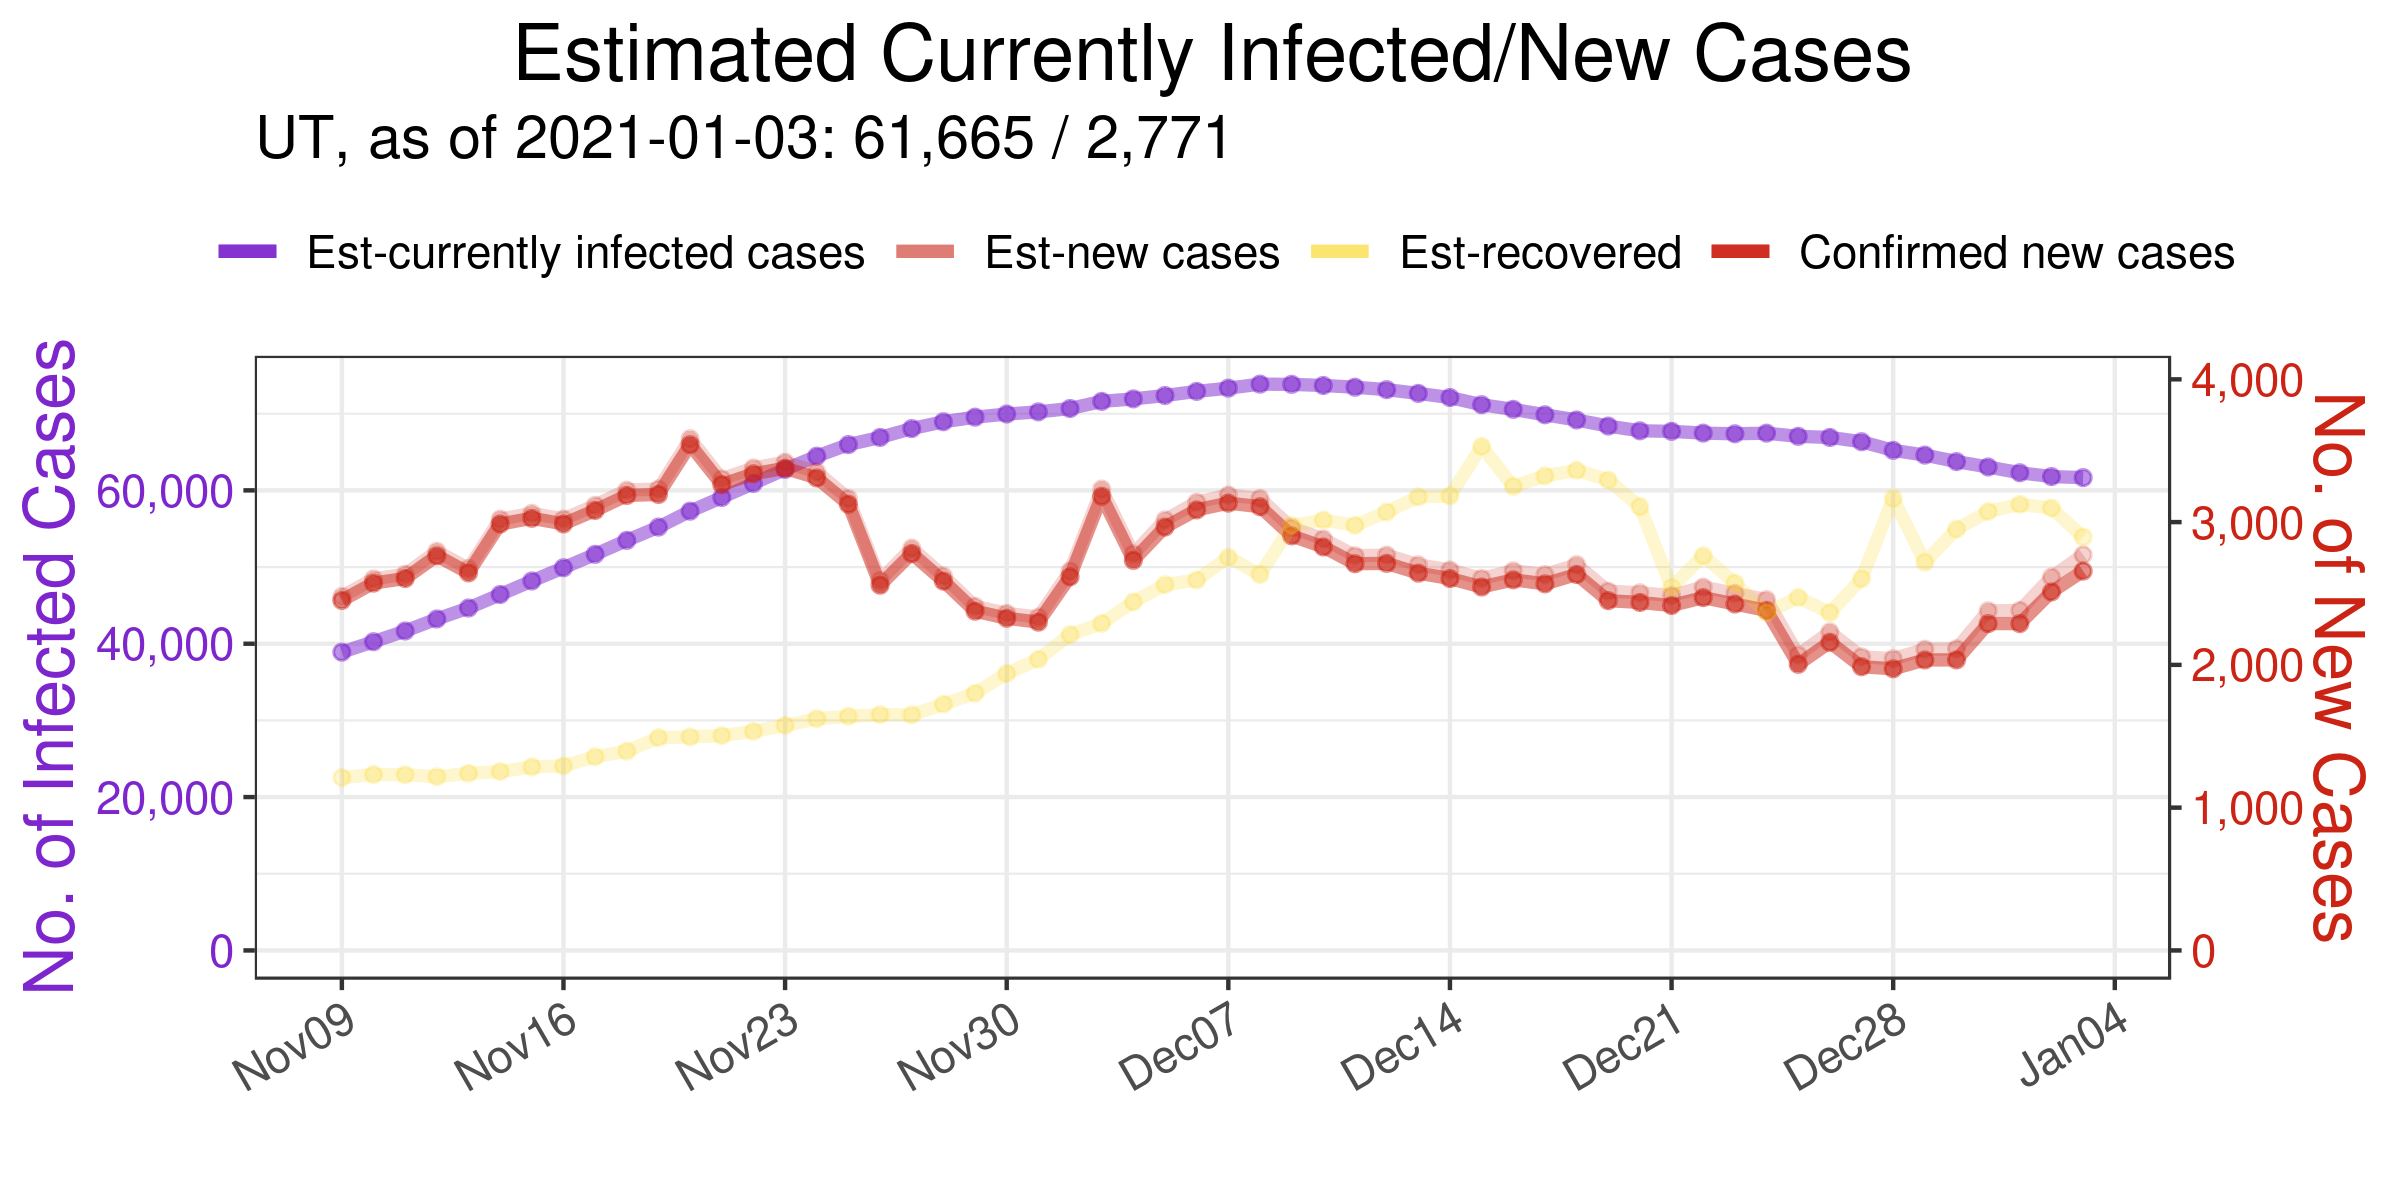 Estimated Currently Infected/New Cases
UT, as of 2021-01-03: 61,665 / 2,771
Est-currently infected cases Est-new cases Est-recovered Confirmed new cases
No. of Infected Cases
60,000
40,000
20,000
0
4,000
3,000
2,000
1,000
0
No. of New Cases
Nov09 Nov16 Nov23 Nov30 Dec07 Dec14 Dec21 Dec28 Jan04